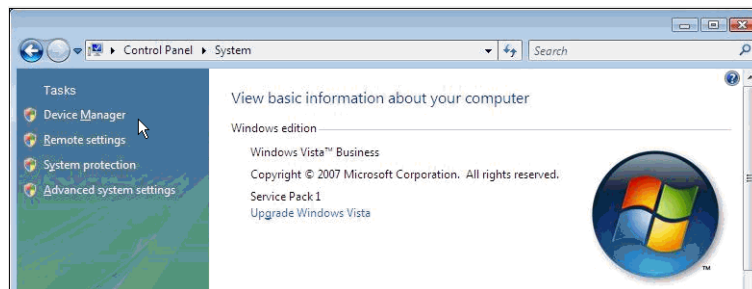 Control Panel System
Search
Tasks
Device Manager
Remote settings
System protection
Advanced system settings
View basic information about your computer
Windows edition
Windows Vista™ Business
Copyright © 2007 Microsoft Corporation. All rights reserved.
Service Pack 1
Upgrade Windows Vista
TM